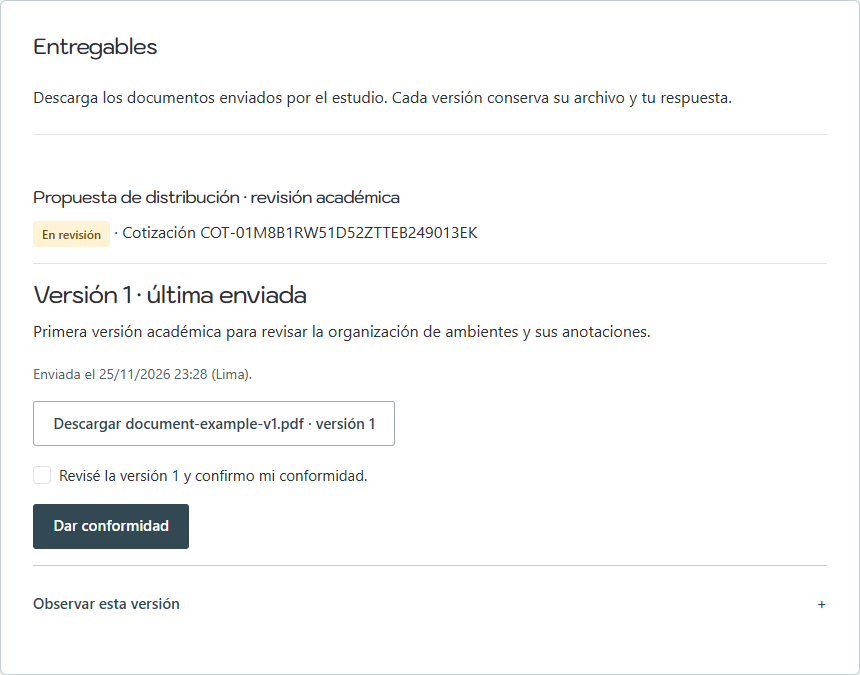 Entregables
Descarga los documentos enviados por el estudio. Cada versión conserva su archivo y tu respuesta.
Propuesta de distribución · revisión académica
En revisión · Cotización COT-01M8B1RW51D52ZTTEB249013EK
Versión 1 · última enviada
Primera versión académica para revisar la organización de ambientes y sus anotaciones.
Enviada el 25/11/2026 23:28 (Lima).
Descargar document-example-v1.pdf · versión 1
Revisé la versión 1 y confirmo mi conformidad.
Dar conformidad
Observar esta versión +